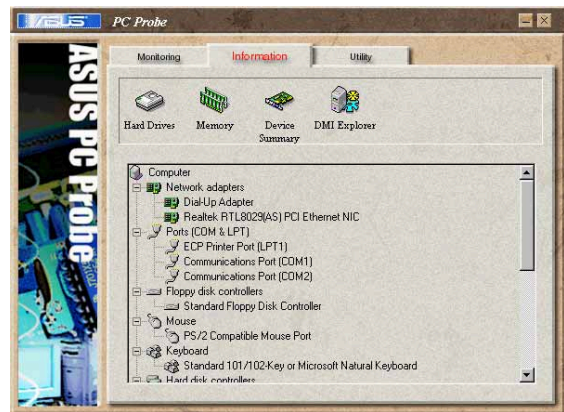 ASUS
PC Probe
ASUS PC Probe
Monitoring
Information
Utility
Hard Drives
Memory
Device
Summary
DMI Explorer
Computer
Network adapters
Dial-Up Adapter
Realtek RTL8029(AS) PCI Ethernet NIC
Ports (COM & LPT)
ECP Printer Port (LPT1)
Communications Port (COM1)
Communications Port (COM2)
Floppy disk controllers
Standard Floppy Disk Controller
Mouse
PS/2 Compatible Mouse Port
Keyboard
Standard 101/102-Key or Microsoft Natural Keyboard
Hard disk controllers